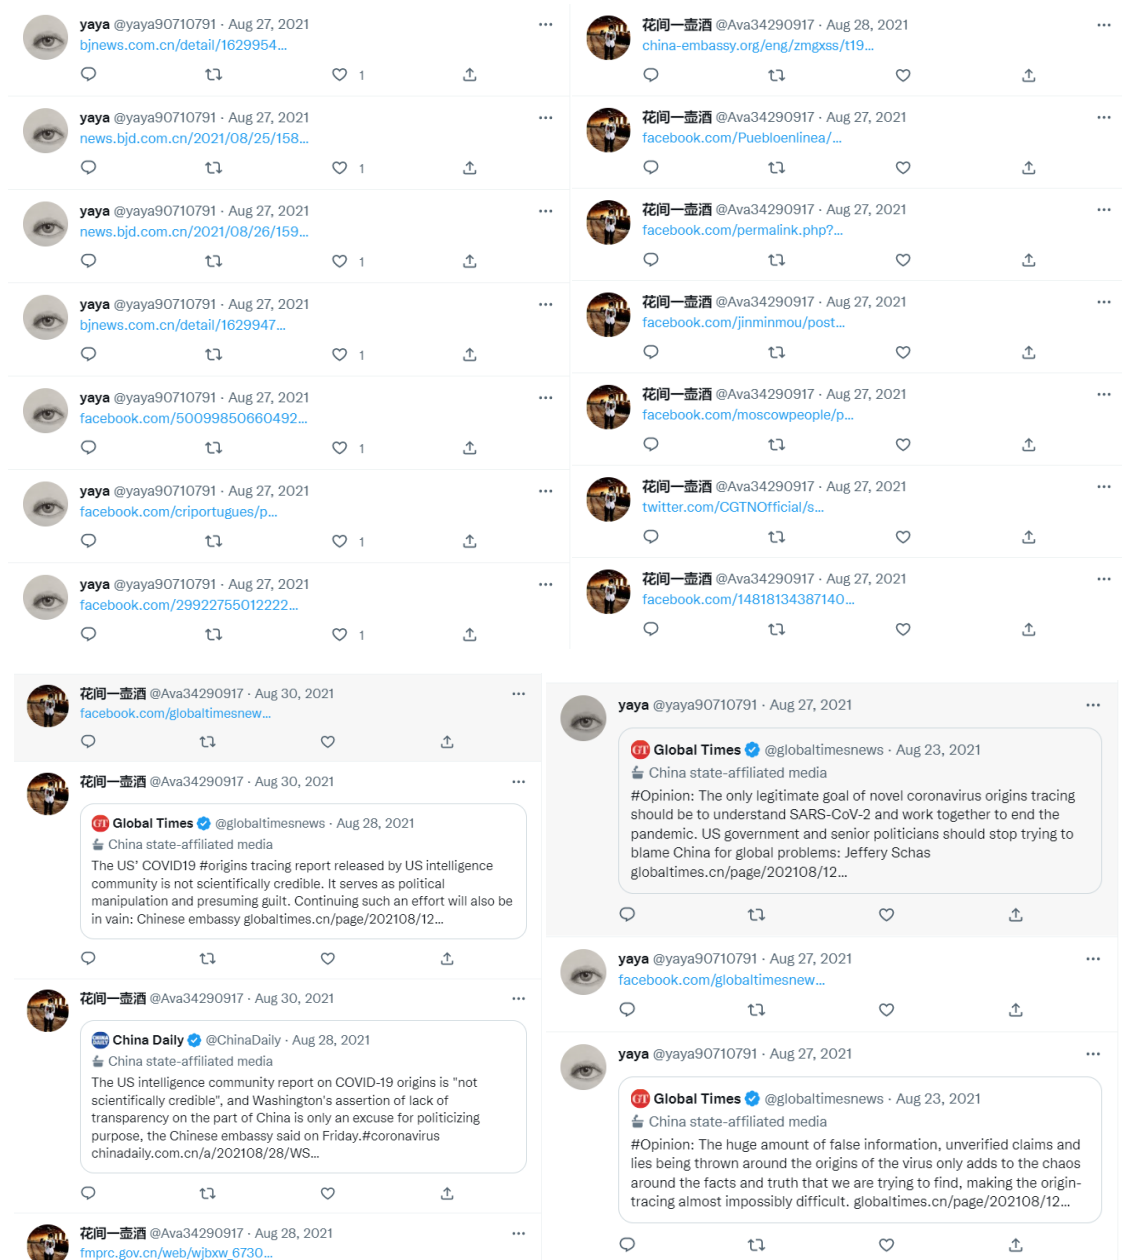 yaya @yaya90710791 · Aug 27, 2021
bjnews.com.cn/detail/1629954...
1
yaya @yaya90710791 · Aug 27, 2021
news.bjd.com.cn/2021/08/25/158...
1
yaya @yaya90710791 · Aug 27, 2021
news.bjd.com.cn/2021/08/26/159...
1
yaya @yaya90710791 · Aug 27, 2021
bjnews.com.cn/detail/1629947...
1
yaya @yaya90710791 · Aug 27, 2021
facebook.com/50099850660492...
1
yaya @yaya90710791 · Aug 27, 2021
facebook.com/criportugues/p...
1
yaya @yaya90710791 · Aug 27, 2021
facebook.com/29922755012222...
1
花间一壶酒 @Ava34290917 · Aug 28, 2021
china-embassy.org/eng/zmgxss/t19...
花间一壶酒 @Ava34290917 · Aug 27, 2021
facebook.com/Puebloenlinea/...
花间一壶酒 @Ava34290917 · Aug 27, 2021
facebook.com/permalink.php?...
花间一壶酒 @Ava34290917 · Aug 27, 2021
facebook.com/jinminmou/post...
花间一壶酒 @Ava34290917 · Aug 27, 2021
facebook.com/moscowpeople/p...
花间一壶酒 @Ava34290917 · Aug 27, 2021
twitter.com/CGTNOfficial/s...
花间一壶酒 @Ava34290917 · Aug 27, 2021
facebook.com/14818134387140...
花间一壶酒 @Ava34290917 · Aug 30, 2021
facebook.com/globaltimesnew...
花间一壶酒 @Ava34290917 · Aug 30, 2021
GT Global Times @globaltimesnews · Aug 28, 2021
China state-affiliated media
The US' COVID19 #origins tracing report released by US intelligence
community is not scientifically credible. It serves as political
manipulation and presuming guilt. Continuing such an effort will also be
in vain: Chinese embassy globaltimes.cn/page/202108/12...
花间一壶酒 @Ava34290917 · Aug 30, 2021
CHINA DAILY China Daily @ChinaDaily · Aug 28, 2021
China state-affiliated media
The US intelligence community report on COVID-19 origins is "not
scientifically credible", and Washington's assertion of lack of
transparency on the part of China is only an excuse for politicizing
purpose, the Chinese embassy said on Friday.#coronavirus
chinadaily.com.cn/a/202108/28/WS...
花间一壶酒 @Ava34290917 · Aug 28, 2021
fmprc.gov.cn/web/wjbxw_6730...
yaya @yaya90710791 · Aug 27, 2021
GT Global Times @globaltimesnews · Aug 23, 2021
China state-affiliated media
#Opinion: The only legitimate goal of novel coronavirus origins tracing
should be to understand SARS-CoV-2 and work together to end the
pandemic. US government and senior politicians should stop trying to
blame China for global problems: Jeffery Schas
globaltimes.cn/page/202108/12...
yaya @yaya90710791 · Aug 27, 2021
facebook.com/globaltimesnew...
yaya @yaya90710791 · Aug 27, 2021
GT Global Times @globaltimesnews · Aug 23, 2021
China state-affiliated media
#Opinion: The huge amount of false information, unverified claims and
lies being thrown around the origins of the virus only adds to the chaos
around the facts and truth that we are trying to find, making the origin-
tracing almost impossibly difficult. globaltimes.cn/page/202108/12...